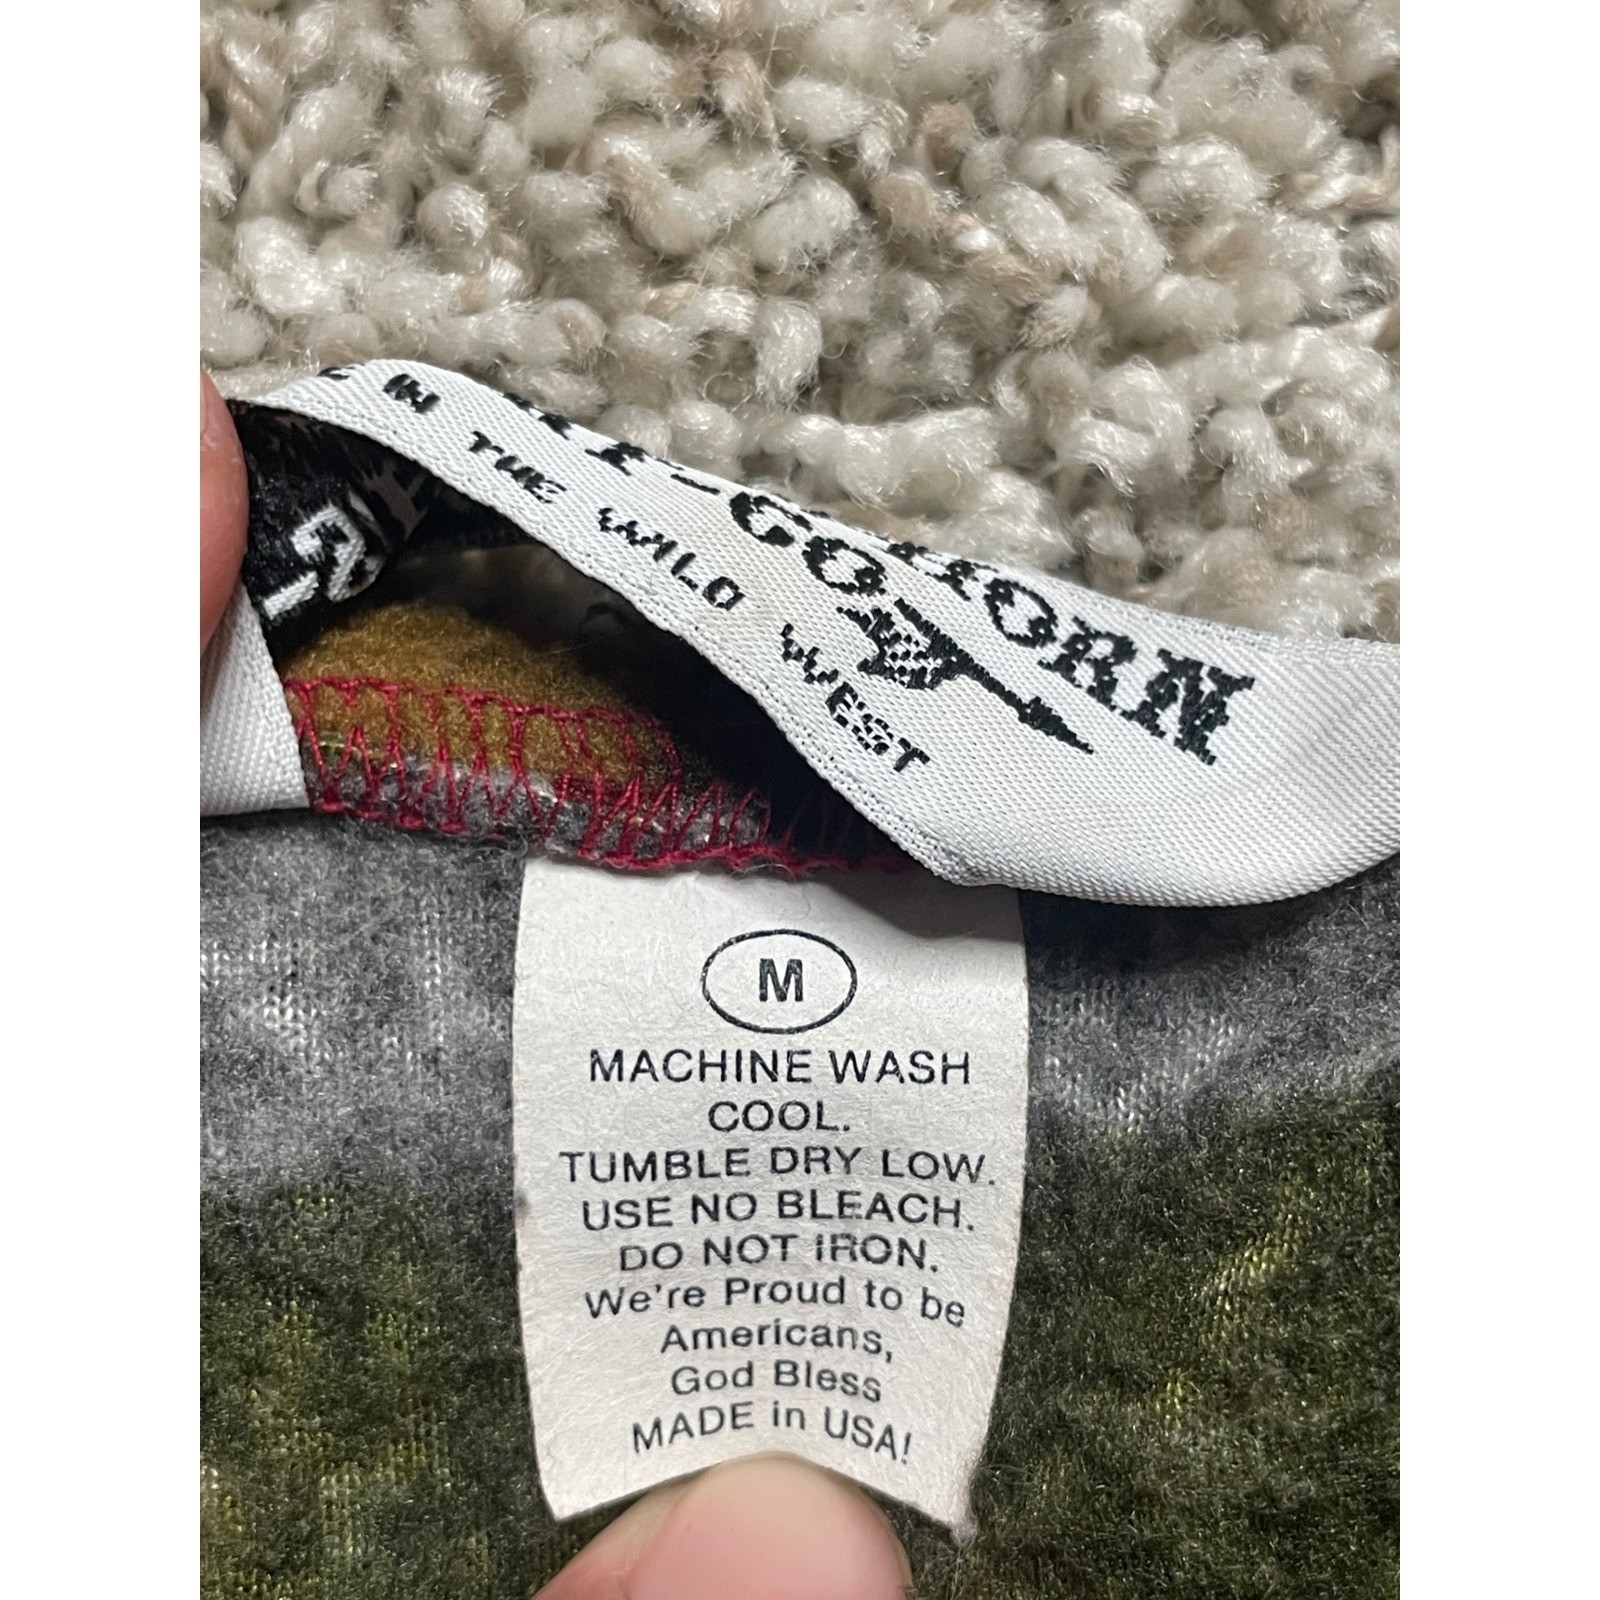 IN THE WILD WEST
M
MACHINE WASH
COOL.
TUMBLE DRY LOW.
USE NO BLEACH.
DO NOT IRON.
We're Proud to be
Americans,
God Bless
MADE in USA!